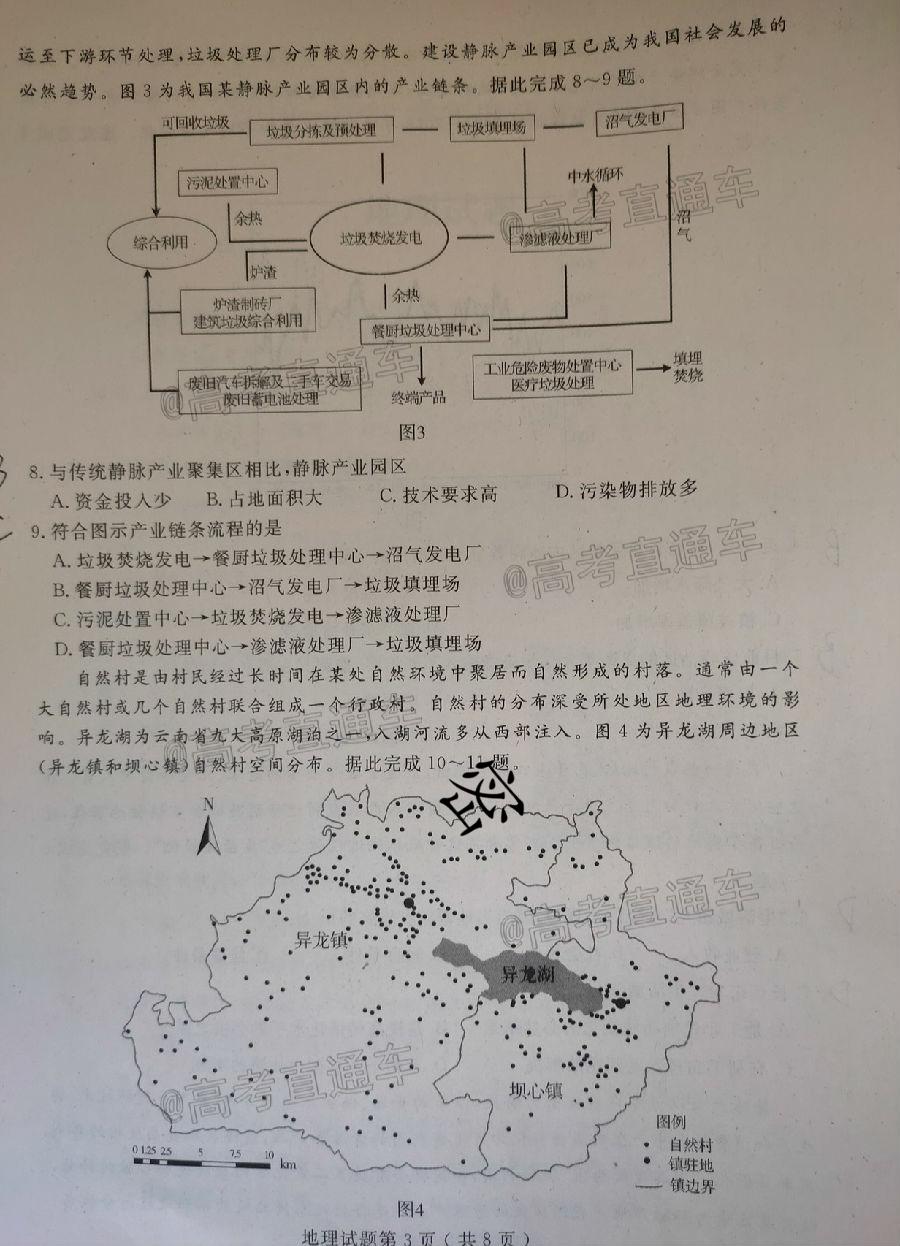 运至下游环节处理,垃圾处理厂分布较为分散。建设静脉产业园区已成为我国社会发展的
必然趋势。图3为我国某静脉产业园区内的产业链条。据此完成8～9题。
可回收垃圾
垃圾分拣及预处理
垃圾填埋场
沼气发电厂
污泥处置中心
中水循环
余热
沼气
综合利用
垃圾焚烧发电
渗滤液处理厂
炉渣
余热
炉渣制砖厂
建筑垃圾综合利用
餐厨垃圾处理中心
废旧汽车拆解及二手车交易
废旧蓄电池处理
终端产品
工业危险废物处置中心
医疗垃圾处理
填埋
焚烧
图3
8.与传统静脉产业聚集区相比,静脉产业园区
A.资金投入少 B.占地面积大 C.技术要求高 D.污染物排放多
9.符合图示产业链条流程的是
A.垃圾焚烧发电→餐厨垃圾处理中心→沼气发电厂
B.餐厨垃圾处理中心→沼气发电厂→垃圾填埋场
C.污泥处置中心→垃圾焚烧发电→渗滤液处理厂
D.餐厨垃圾处理中心→渗滤液处理厂→垃圾填埋场
自然村是由村民经过长时间在某处自然环境中聚居而自然形成的村落。通常由一个
大自然村或几个自然村联合组成一个行政村。自然村的分布深受所处地区地理环境的影
响。异龙湖为云南省九大高原湖泊之一,入湖河流多从西部注入。图4为异龙湖周边地区
(异龙镇和坝心镇)自然村空间分布。据此完成10～11题。
密
N
异龙镇
异龙湖
坝心镇
图例
自然村
镇驻地
镇边界
0 1.25 2.5 5 7.5 10 km
图4
地理试题第3页(共8页)
@高考直通车
@高考直通车
@高考直通车
@高考直通车
@高考直通车
@高考直通车